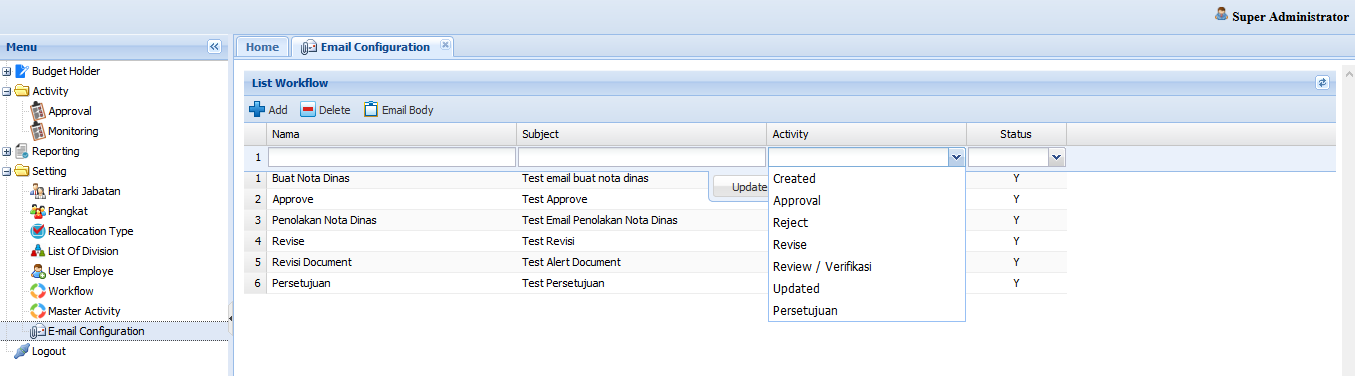 Super Administrator
Menu
Home
Email Configuration
Budget Holder
Activity
Approval
Monitoring
Reporting
Setting
Hirarki Jabatan
Pangkat
Reallocation Type
List Of Division
User Employe
Workflow
Master Activity
E-mail Configuration
Logout
List Workflow
Add Delete Email Body
Nama Subject Activity Status
1
1 Buat Nota Dinas Test email buat nota dinas Y
2 Approve Test Approve Y
3 Penolakan Nota Dinas Test Email Penolakan Nota Dinas Y
4 Revise Test Revisi Y
5 Revisi Document Test Alert Document Y
6 Persetujuan Test Persetujuan Y
Update
Created
Approval
Reject
Revise
Review / Verifikasi
Updated
Persetujuan